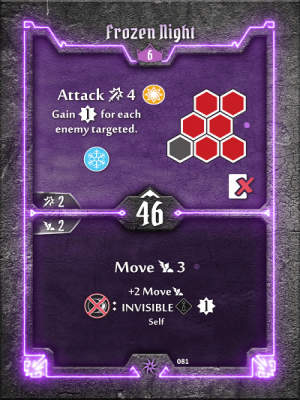 Frozen Night
6
Attack 4
Gain 1 for each
enemy targeted.
2
46
2
Move 3
+2 Move
: INVISIBLE 1
Self
081